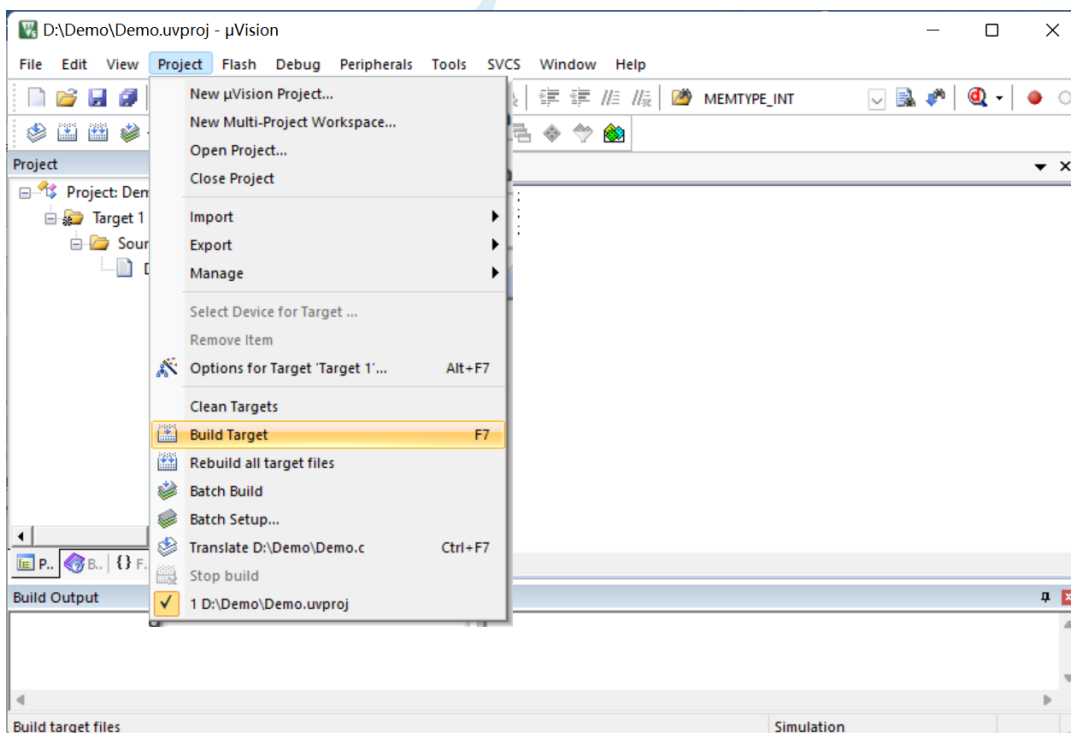 D:\Demo\Demo.uvproj - µVision
File Edit View Project Flash Debug Peripherals Tools SVCS Window Help
MEMTYPE_INT
New µVision Project...
New Multi-Project Workspace...
Open Project...
Close Project
Import
Export
Manage
Select Device for Target ...
Remove Item
Options for Target 'Target 1'... Alt+F7
Clean Targets
Build Target F7
Rebuild all target files
Batch Build
Batch Setup...
Translate D:\Demo\Demo.c Ctrl+F7
Stop build
1 D:\Demo\Demo.uvproj
Project
Project: Dem
Target 1
Sour
D
P.. B.. {} F.
Build Output
Build target files Simulation